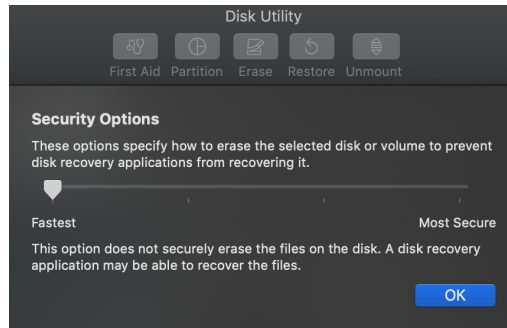 Disk Utility
First Aid Partition Erase Restore Unmount
Security Options
These options specify how to erase the selected disk or volume to prevent
disk recovery applications from recovering it.
Fastest Most Secure
This option does not securely erase the files on the disk. A disk recovery
application may be able to recover the files.
OK